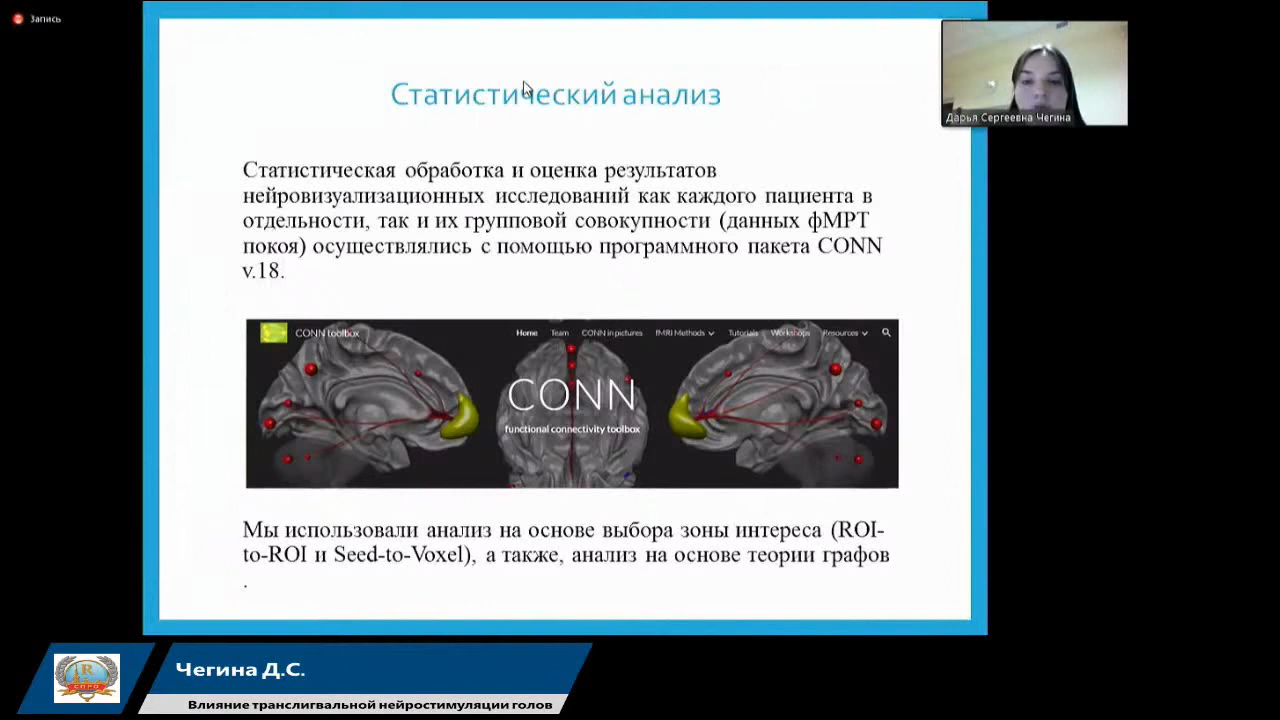 Запись
Статистический анализ
Дарья Сергеевна Чегина
Статистическая обработка и оценка результатов
нейровизуализационных исследований как каждого пациента в
отдельности, так и их групповой совокупности (данных фМРТ
покоя) осуществлялись с помощью программного пакета CONN
v.18.
CONN toolbox
Home Team CONN in pictures fMRI Methods Tutorials Workshops Resources
CONN
functional connectivity toolbox
Мы использовали анализ на основе выбора зоны интереса (ROI-
to-ROI и Seed-to-Voxel), а также, анализ на основе теории графов
.
R
СПРО
Чегина Д.С.
Влияние транслигвальной нейростимуляции голов